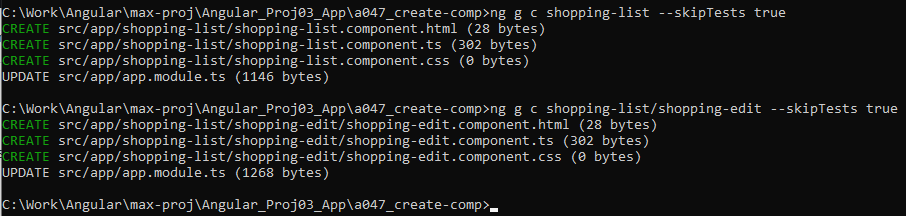 C:\Work\Angular\max-proj\Angular_Proj03_App\a047_create-comp>ng g c shopping-list --skipTests true
CREATE src/app/shopping-list/shopping-list.component.html (28 bytes)
CREATE src/app/shopping-list/shopping-list.component.ts (302 bytes)
CREATE src/app/shopping-list/shopping-list.component.css (0 bytes)
UPDATE src/app/app.module.ts (1146 bytes)
C:\Work\Angular\max-proj\Angular_Proj03_App\a047_create-comp>ng g c shopping-list/shopping-edit --skipTests true
CREATE src/app/shopping-list/shopping-edit/shopping-edit.component.html (28 bytes)
CREATE src/app/shopping-list/shopping-edit/shopping-edit.component.ts (302 bytes)
CREATE src/app/shopping-list/shopping-edit/shopping-edit.component.css (0 bytes)
UPDATE src/app/app.module.ts (1268 bytes)
C:\Work\Angular\max-proj\Angular_Proj03_App\a047_create-comp>